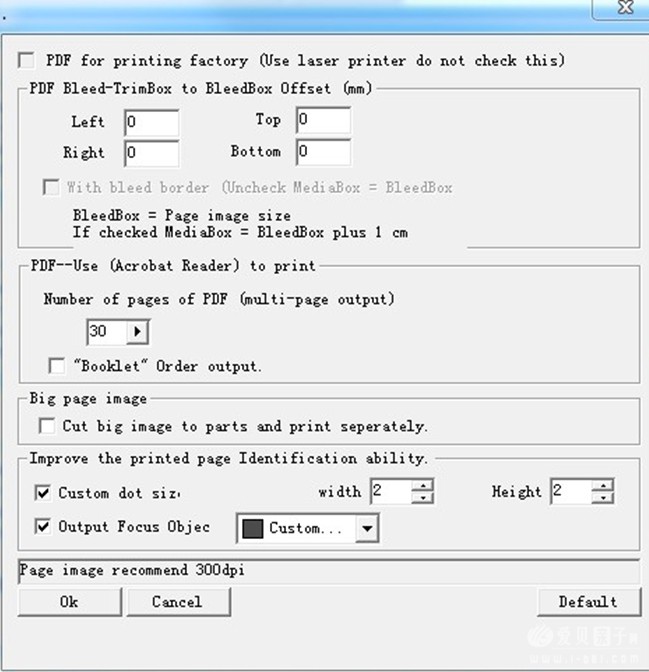 PDF for printing factory (Use laser printer do not check this)
PDF Bleed-TrimBox to BleedBox Offset (mm)
Left 0 Top 0
Right 0 Bottom 0
With bleed border (Uncheck MediaBox = BleedBox
BleedBox = Page image size
If checked MediaBox = BleedBox plus 1 cm
PDF--Use (Acrobat Reader) to print
Number of pages of PDF (multi-page output)
30
"Booklet" Order output.
Big page image
Cut big image to parts and print seperately.
Improve the printed page Identification ability.
Custom dot siz width 2 Height 2
Output Focus Objec Custom...
Page image recommend 300dpi
Ok Cancel Default